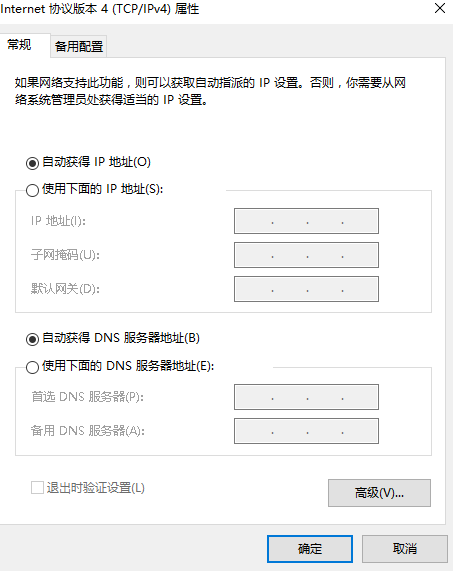 Internet 协议版本 4 (TCP/IPv4) 属性
常规 备用配置
如果网络支持此功能，则可以获取自动指派的 IP 设置。否则，你需要从网
络系统管理员处获得适当的 IP 设置。
自动获得 IP 地址(O)
使用下面的 IP 地址(S):
IP 地址(I):
子网掩码(U):
默认网关(D):
自动获得 DNS 服务器地址(B)
使用下面的 DNS 服务器地址(E):
首选 DNS 服务器(P):
备用 DNS 服务器(A):
退出时验证设置(L)
高级(V)...
确定 取消